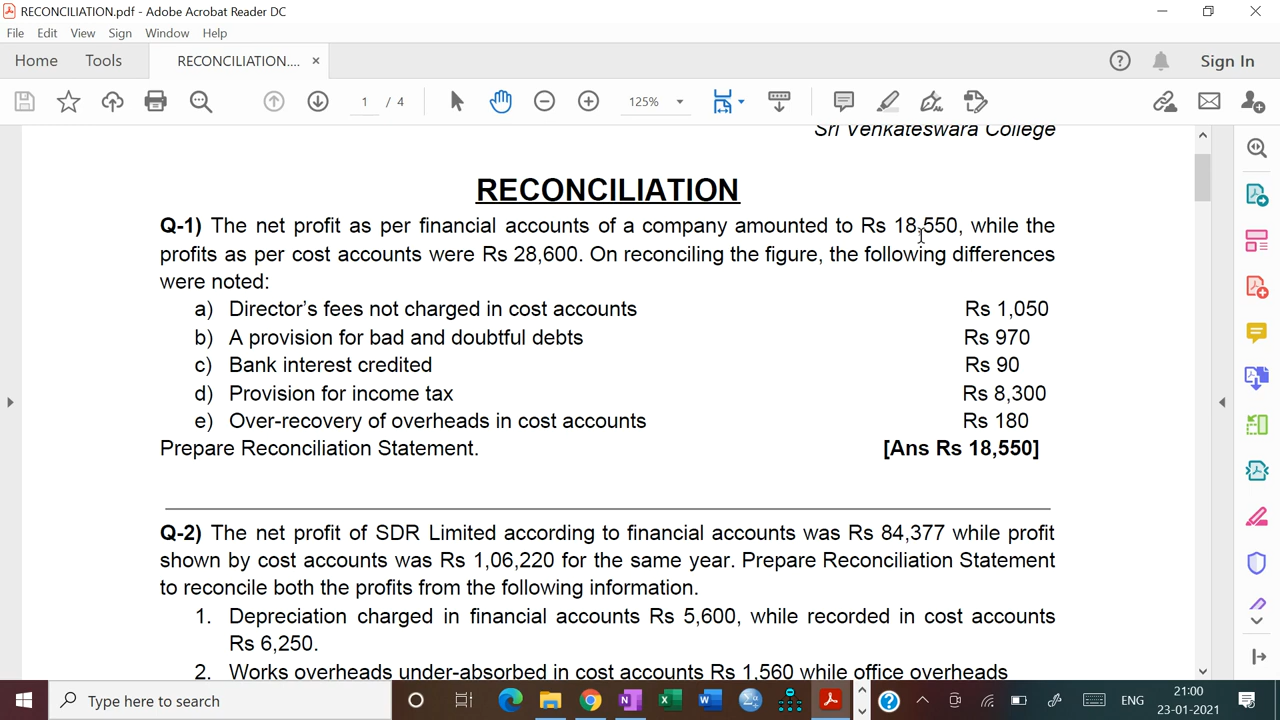 RECONCILIATION.pdf - Adobe Acrobat Reader DC
File Edit View Sign Window Help
Home Tools RECONCILIATION.... × Sign In
1 / 4 125%
Sri Venkateswara College
RECONCILIATION
Q-1) The net profit as per financial accounts of a company amounted to Rs 18,550, while the
profits as per cost accounts were Rs 28,600. On reconciling the figure, the following differences
were noted:
a) Director's fees not charged in cost accounts Rs 1,050
b) A provision for bad and doubtful debts Rs 970
c) Bank interest credited Rs 90
d) Provision for income tax Rs 8,300
e) Over-recovery of overheads in cost accounts Rs 180
Prepare Reconciliation Statement. [Ans Rs 18,550]
Q-2) The net profit of SDR Limited according to financial accounts was Rs 84,377 while profit
shown by cost accounts was Rs 1,06,220 for the same year. Prepare Reconciliation Statement
to reconcile both the profits from the following information.
1. Depreciation charged in financial accounts Rs 5,600, while recorded in cost accounts
Rs 6,250.
2. Works overheads under-absorbed in cost accounts Rs 1,560 while office overheads
Type here to search ENG 21:00
23-01-2021